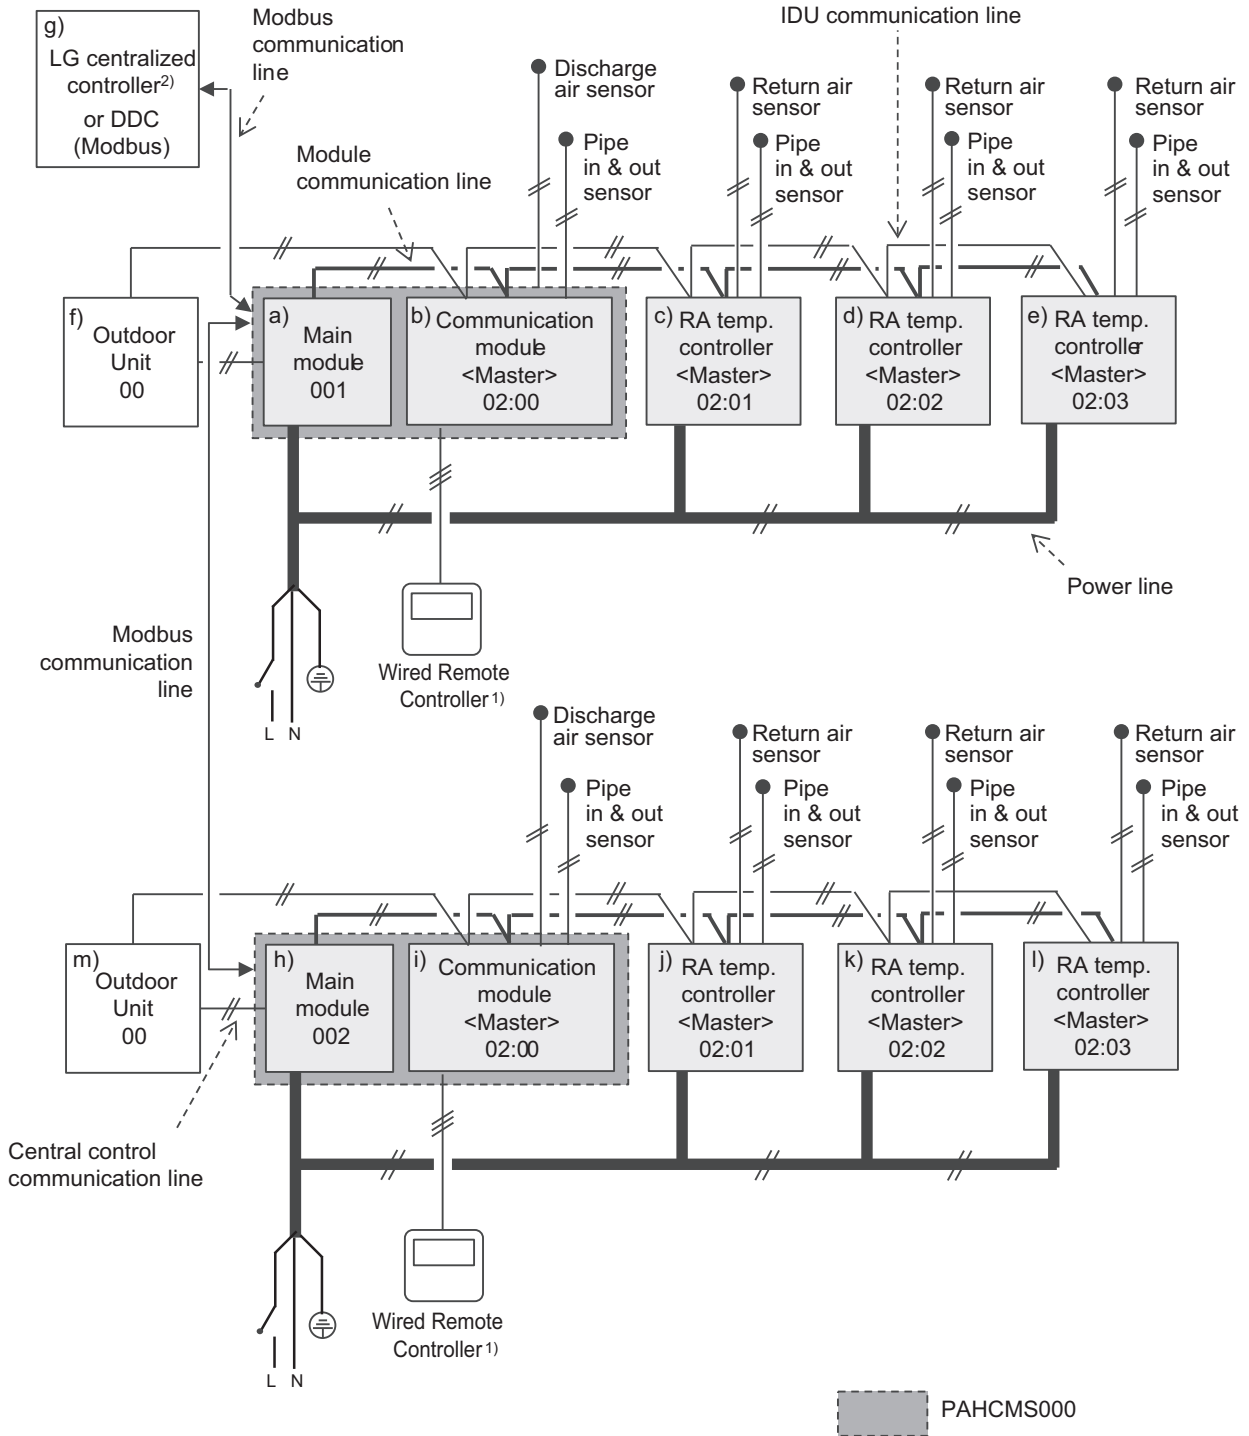 g)
LG centralized
controller2)
or DDC
(Modbus)
Modbus
communication
line
IDU communication line
Discharge
air sensor
Pipe
in & out
sensor
Return air
sensor
Pipe
in & out
sensor
Return air
sensor
Pipe
in & out
sensor
Return air
sensor
Pipe
in & out
sensor
Module
communication line
f)
Outdoor
Unit
00
a)
Main
module
001
b) Communication
module
<Master>
02:00
c) RA temp.
controller
<Master>
02:01
d) RA temp.
controller
<Master>
02:02
e) RA temp.
controller
<Master>
02:03
Power line
Wired Remote
Controller1)
L N
Modbus
communication
line
Discharge
air sensor
Pipe
in & out
sensor
Return air
sensor
Pipe
in & out
sensor
Return air
sensor
Pipe
in & out
sensor
Return air
sensor
Pipe
in & out
sensor
m)
Outdoor
Unit
00
h)
Main
module
002
i) Communication
module
<Master>
02:00
j) RA temp.
controller
<Master>
02:01
k) RA temp.
controller
<Master>
02:02
l) RA temp.
controller
<Master>
02:03
Central control
communication line
Wired Remote
Controller1)
L N
PAHCMS000